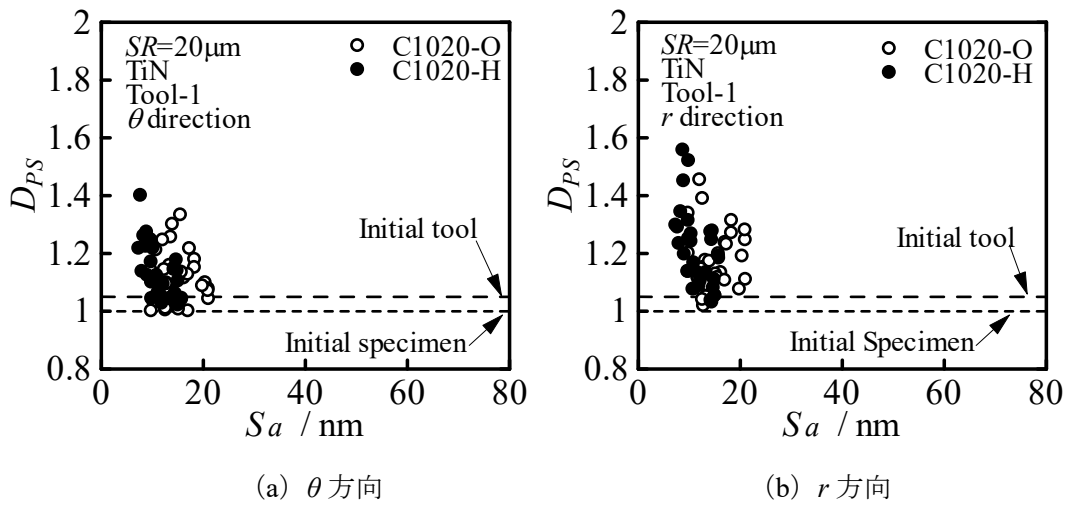 2
1.8
1.6
1.4
1.2
1
0.8
D_PS
SR=20μm
TiN
Tool-1
θ direction
C1020-O
C1020-H
Initial tool
Initial specimen
0 20 40 60 80
Sa / nm
(a) θ 方向
2
1.8
1.6
1.4
1.2
1
0.8
D_PS
SR=20μm
TiN
Tool-1
r direction
C1020-O
C1020-H
Initial tool
Initial Specimen
0 20 40 60 80
Sa / nm
(b) r 方向